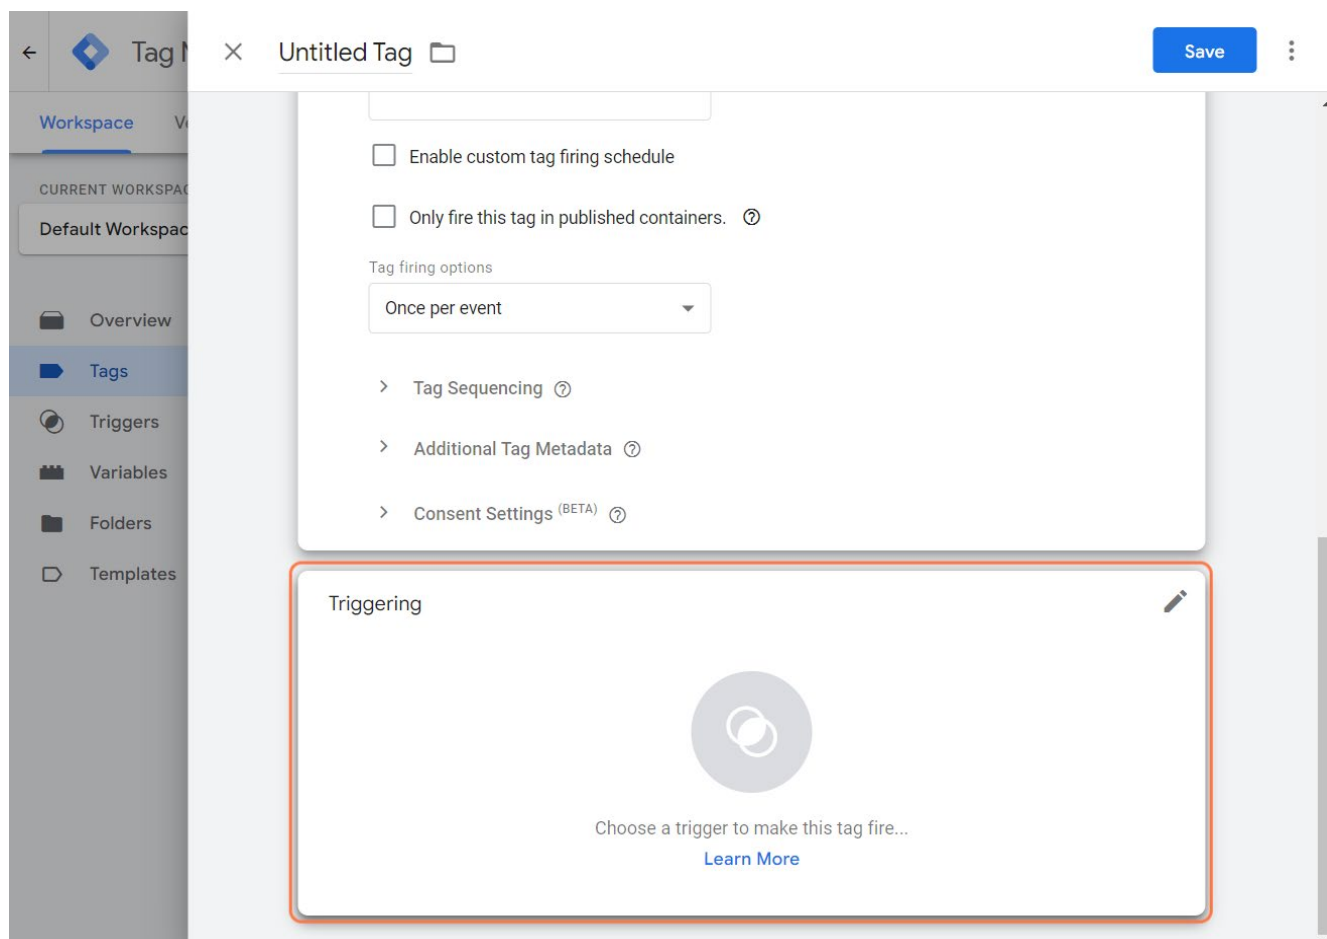 Tag
Untitled Tag
Save
Workspace
CURRENT
Default
Overview
Tags
Triggers
Variables
Folders
Templates
Enable custom tag firing schedule
Only fire this tag in published containers.
Tag firing options
Once per event
Tag Sequencing
Additional Tag Metadata
Consent Settings (BETA)
Triggering
Choose a trigger to make this tag fire...
Learn More